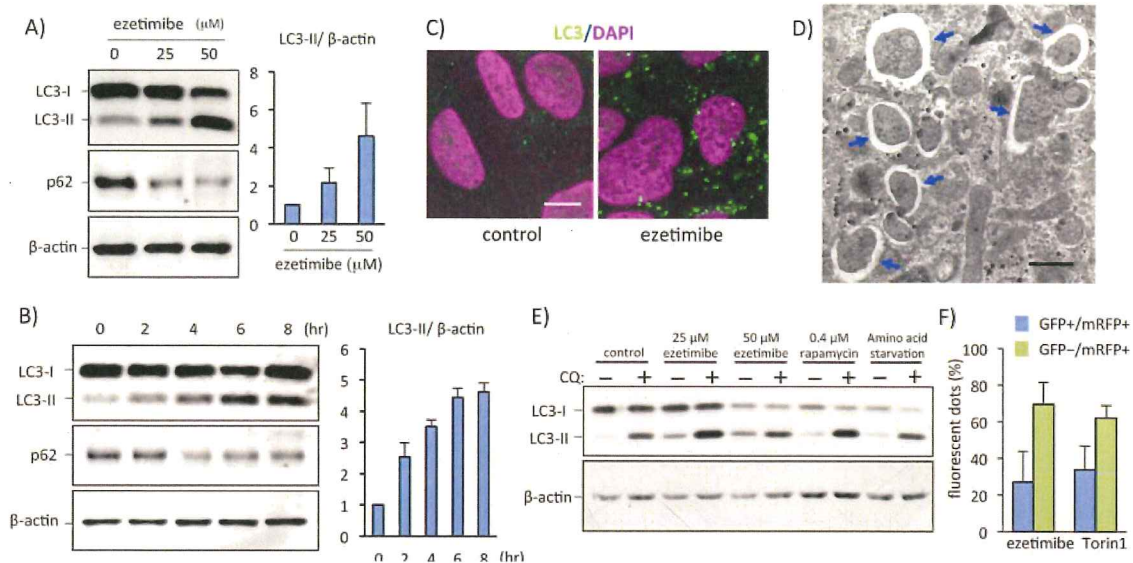 A)
ezetimibe (µM)
0 25 50
LC3-I
LC3-II
p62
β-actin
LC3-II/ β-actin
8
6
4
2
0
0 25 50
ezetimibe (µM)
C)
LC3/DAPI
control
ezetimibe
D)
B)
0 2 4 6 8 (hr)
LC3-I
LC3-II
p62
β-actin
LC3-II/ β-actin
6
5
4
3
2
1
0
0 2 4 6 8 (hr)
E)
control
25 µM ezetimibe
50 µM ezetimibe
0.4 µM rapamycin
Amino acid starvation
CQ: − + − + − + − + − +
LC3-I
LC3-II
β-actin
F)
GFP+/mRFP+
GFP−/mRFP+
fluorescent dots (%)
100
80
60
40
20
0
ezetimibe Torin1